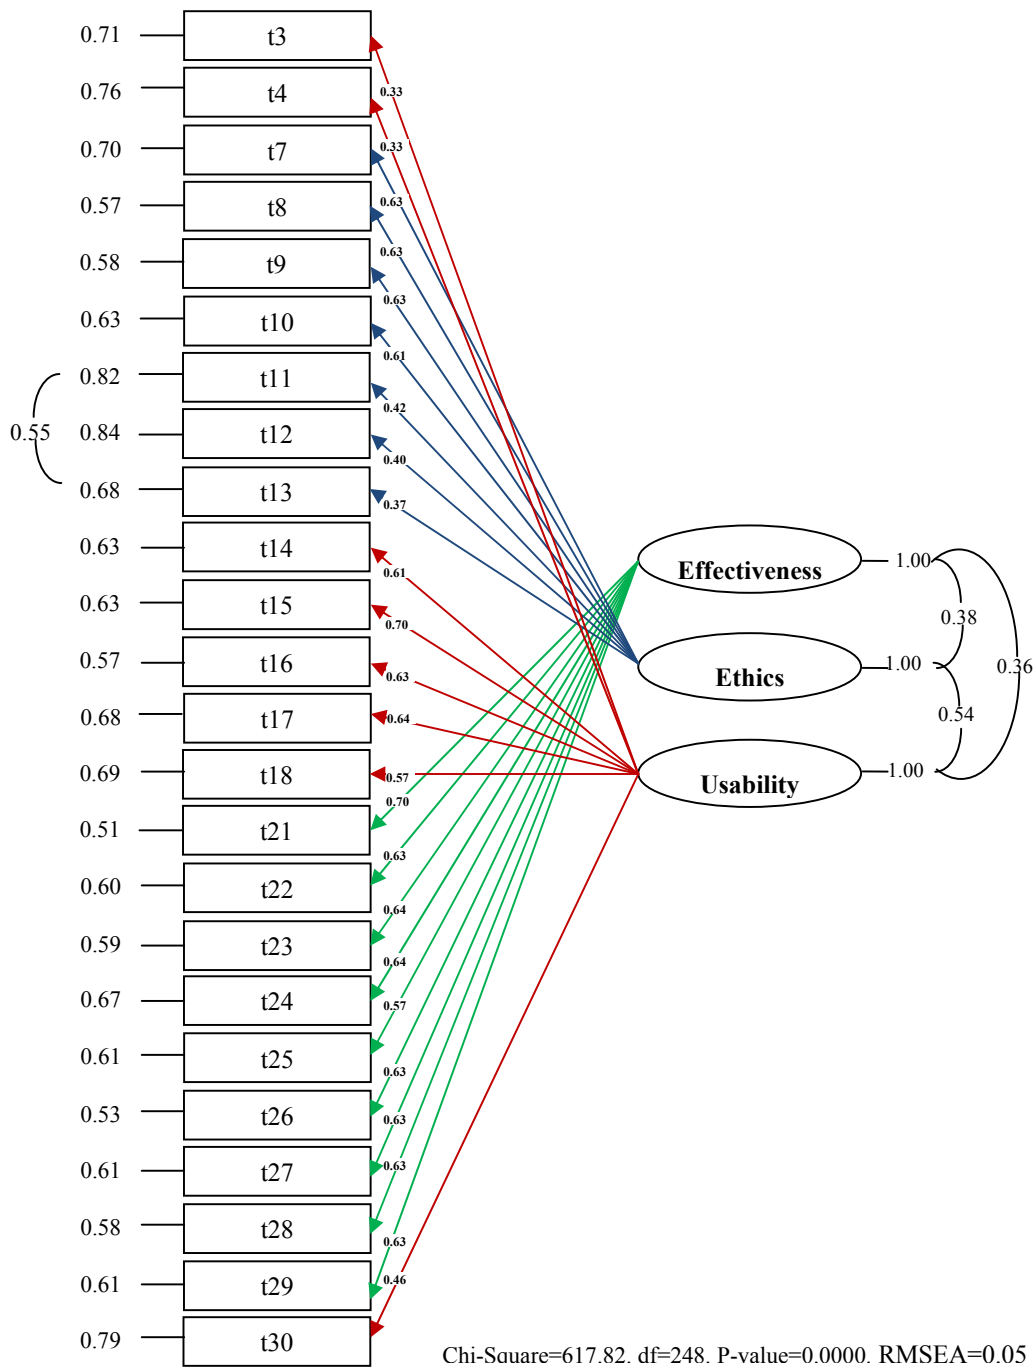 0.71 t3
0.76 t4 0.33
0.70 t7 0.33
0.57 t8 0.63
0.58 t9 0.63
0.63 t10 0.63
0.61
0.82 t11
0.42
0.55 0.84 t12
0.40
0.68 t13
0.37
0.63 t14
0.61
Effectiveness 1.00
0.63 t15
0.70
0.38
0.57 t16
0.63
Ethics 1.00 0.36
0.68 t17
0.64
0.54
0.69 t18 0.57
Usability 1.00
0.70
0.51 t21
0.63
0.60 t22
0.64
0.59 t23
0.64
0.67 t24
0.57
0.61 t25
0.63
0.53 t26
0.63
0.61 t27
0.63
0.58 t28
0.63
0.61 t29
0.46
0.79 t30
Chi-Square=617.82, df=248, P-value=0.0000, RMSEA=0.05